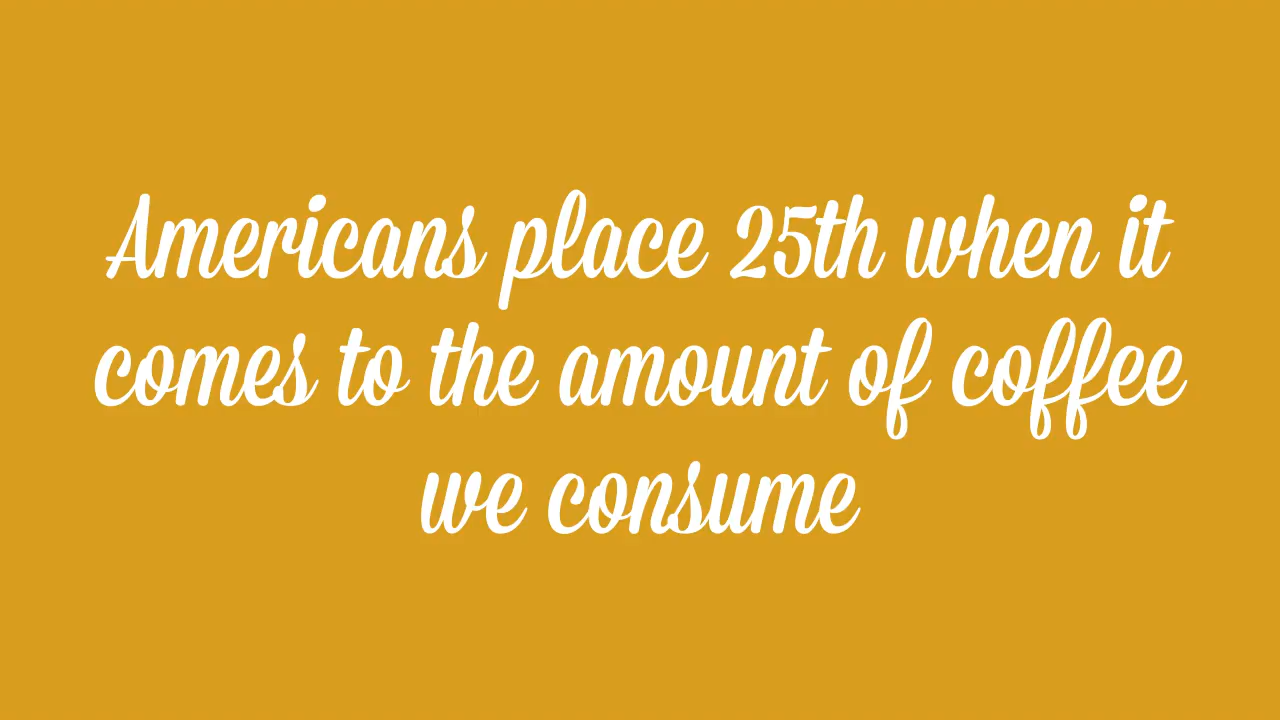 Americans place 25th when it
comes to the amount of coffee
we consume